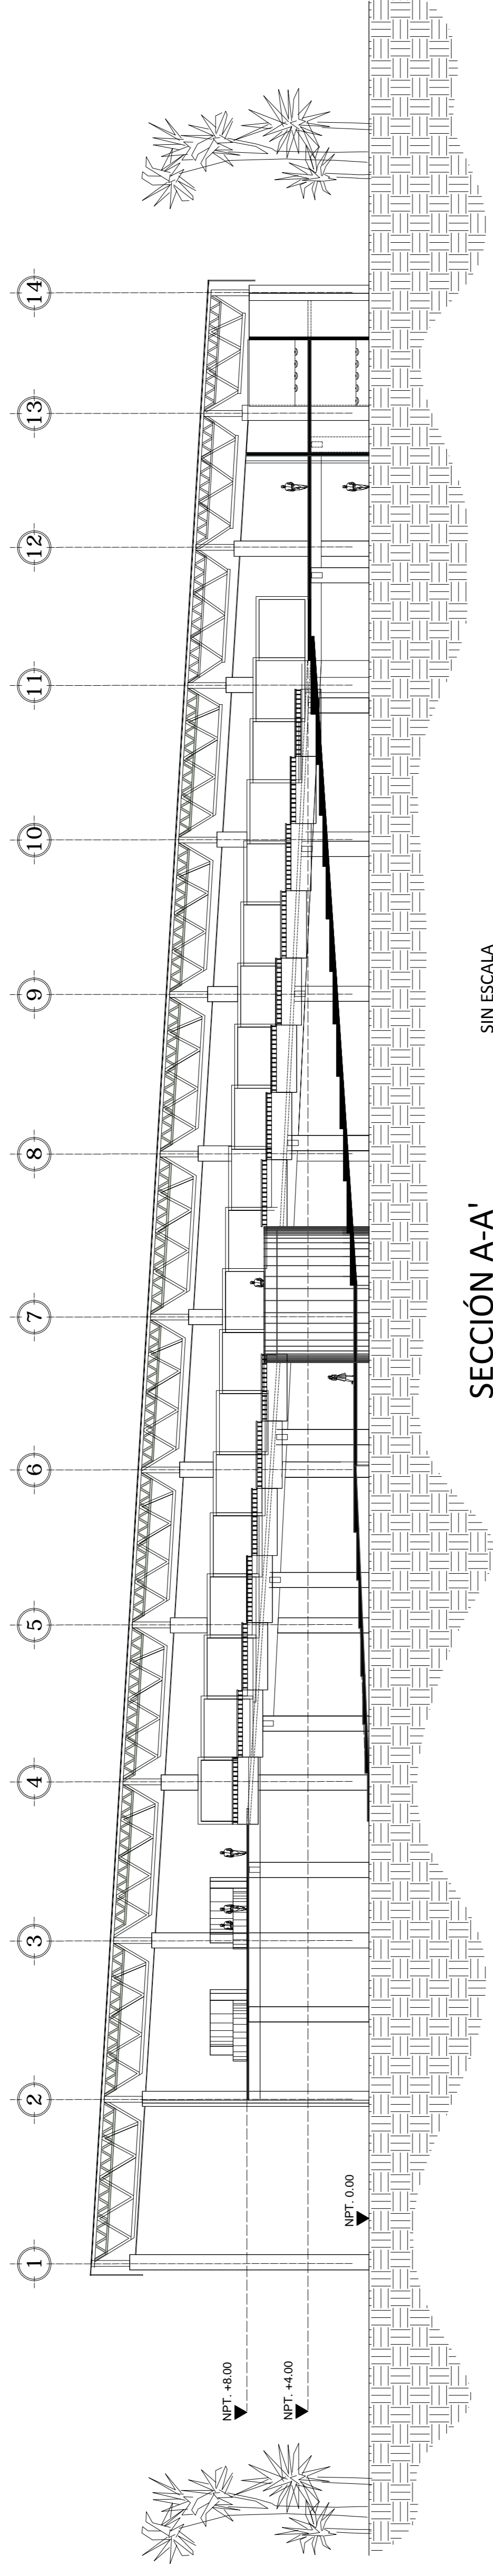 1 2 3 4 5 6 7 8 9 10 11 12 13 14
NPT. +8.00
NPT. +4.00
NPT. 0.00
SECCIÓN A-A'
SIN ESCALA